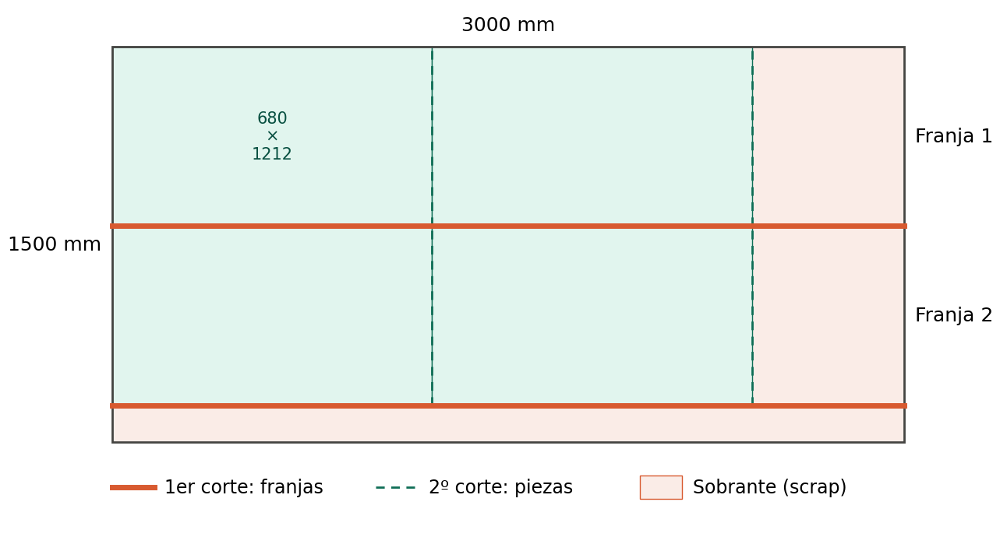 3000 mm
680
×
1212
Franja 1
1500 mm
Franja 2
1er corte: franjas
2º corte: piezas
Sobrante (scrap)